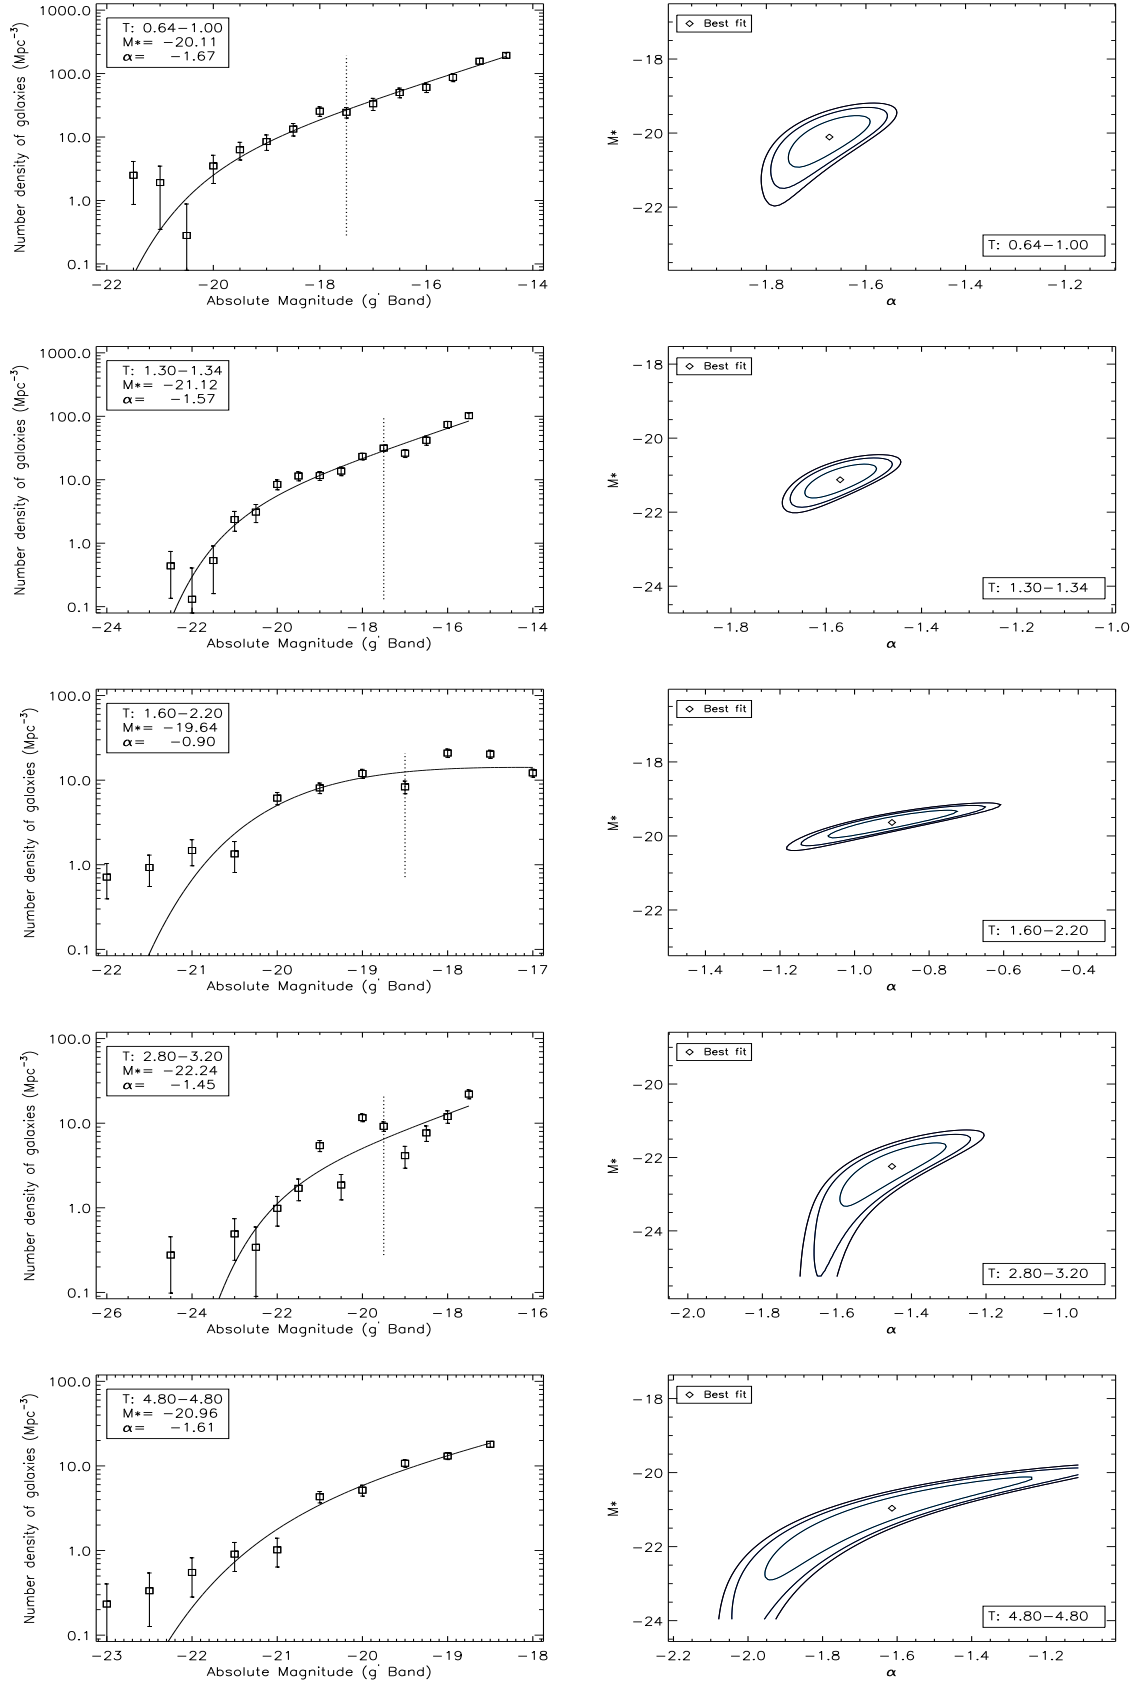 Number density of galaxies (Mpc⁻³)
1000.0
100.0
10.0
1.0
0.1
T: 0.64−1.00
M*= −20.11
α= −1.67
−22 −20 −18 −16 −14
Absolute Magnitude (g' Band)
◇ Best fit
M*
−18
−20
−22
T: 0.64−1.00
−1.8 −1.6 −1.4 −1.2
α
Number density of galaxies (Mpc⁻³)
1000.0
100.0
10.0
1.0
0.1
T: 1.30−1.34
M*= −21.12
α= −1.57
−24 −22 −20 −18 −16 −14
Absolute Magnitude (g' Band)
◇ Best fit
M*
−18
−20
−22
−24
T: 1.30−1.34
−1.8 −1.6 −1.4 −1.2 −1.0
α
Number density of galaxies (Mpc⁻³)
100.0
10.0
1.0
0.1
T: 1.60−2.20
M*= −19.64
α= −0.90
−22 −21 −20 −19 −18 −17
Absolute Magnitude (g' Band)
◇ Best fit
M*
−18
−20
−22
T: 1.60−2.20
−1.4 −1.2 −1.0 −0.8 −0.6 −0.4
α
Number density of galaxies (Mpc⁻³)
100.0
10.0
1.0
0.1
T: 2.80−3.20
M*= −22.24
α= −1.45
−26 −24 −22 −20 −18 −16
Absolute Magnitude (g' Band)
◇ Best fit
M*
−20
−22
−24
T: 2.80−3.20
−2.0 −1.8 −1.6 −1.4 −1.2 −1.0
α
Number density of galaxies (Mpc⁻³)
100.0
10.0
1.0
0.1
T: 4.80−4.80
M*= −20.96
α= −1.61
−23 −22 −21 −20 −19 −18
Absolute Magnitude (g' Band)
◇ Best fit
M*
−18
−20
−22
−24
T: 4.80−4.80
−2.2 −2.0 −1.8 −1.6 −1.4 −1.2
α